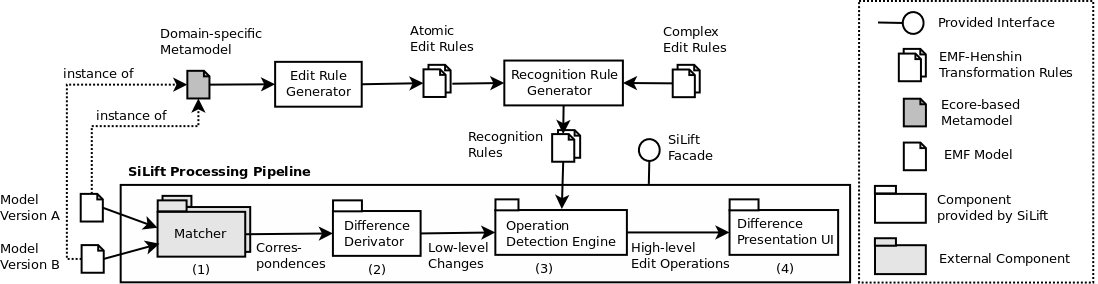 Domain-specific
Metamodel
Atomic
Edit Rules
Complex
Edit Rules
instance of
instance of
Edit Rule
Generator
Recognition Rule
Generator
Recognition
Rules
SiLift
Facade
SiLift Processing Pipeline
Model
Version A
Model
Version B
Matcher
(1)
Corres-
pondences
Difference
Derivator
(2)
Low-level
Changes
Operation
Detection Engine
(3)
High-level
Edit Operations
Difference
Presentation UI
(4)
Provided Interface
EMF-Henshin
Transformation Rules
Ecore-based
Metamodel
EMF Model
Component
provided by SiLift
External Component